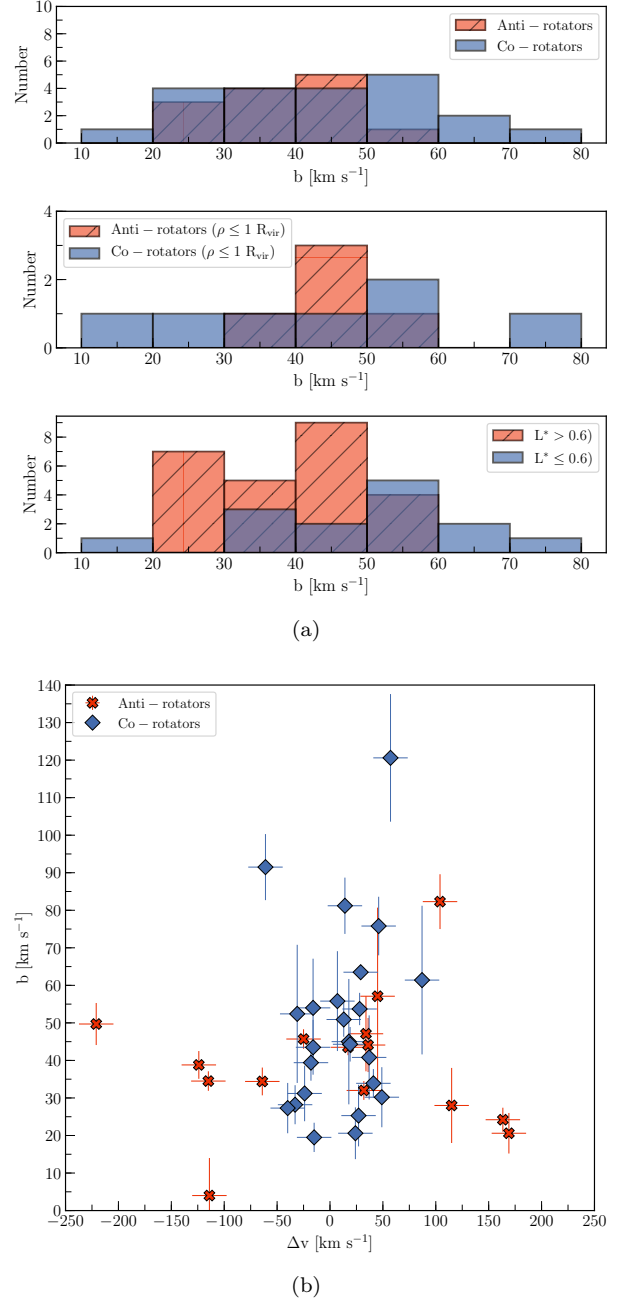 Number
0
2
4
6
8
10
Anti − rotators
Co − rotators
10 20 30 40 50 60 70 80
b [km s⁻¹]
Number
0
2
4
Anti − rotators (ρ ≤ 1 R_vir)
Co − rotators (ρ ≤ 1 R_vir)
10 20 30 40 50 60 70 80
b [km s⁻¹]
Number
0
2
4
6
8
L* > 0.6)
L* ≤ 0.6)
10 20 30 40 50 60 70 80
b [km s⁻¹]
(a)
b [km s⁻¹]
140
130
120
110
100
90
80
70
60
50
40
30
20
10
0
Anti − rotators
Co − rotators
−250 −200 −150 −100 −50 0 50 100 150 200 250
Δv [km s⁻¹]
(b)